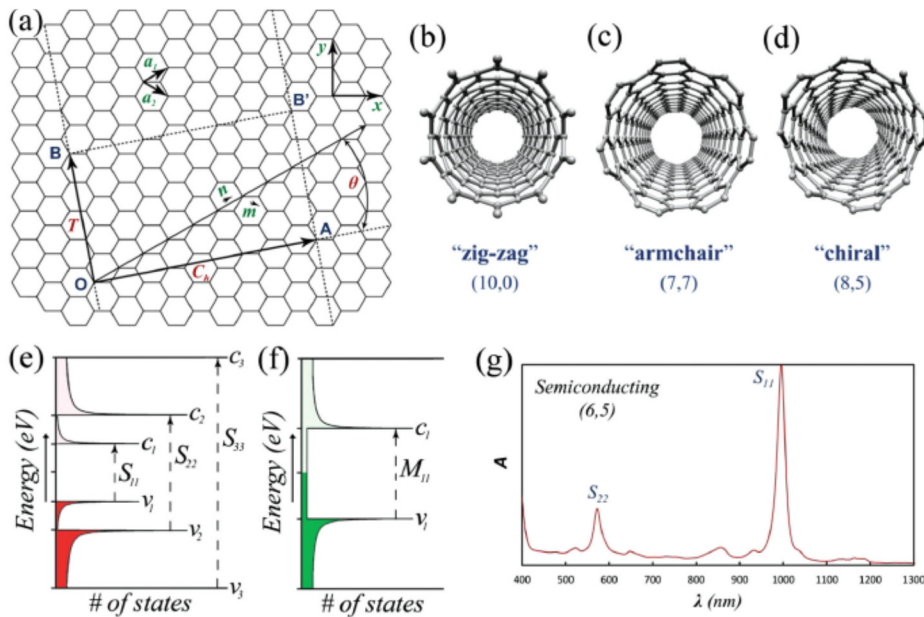 (a)
a₁
a₂
y
x
B'
B
n
θ
m
T
A
O
Cₕ
(b)
(c)
(d)
“zig-zag”
“armchair”
“chiral”
(10,0)
(7,7)
(8,5)
(e)
Energy (eV)
c₃
c₂
c₁
S₁₁
S₂₂
S₃₃
v₁
v₂
v₃
# of states
(f)
Energy (eV)
c₁
M₁₁
v₁
# of states
(g)
Semiconducting
(6,5)
S₁₁
S₂₂
A
400 500 600 700 800 900 1000 1100 1200 1300
λ (nm)